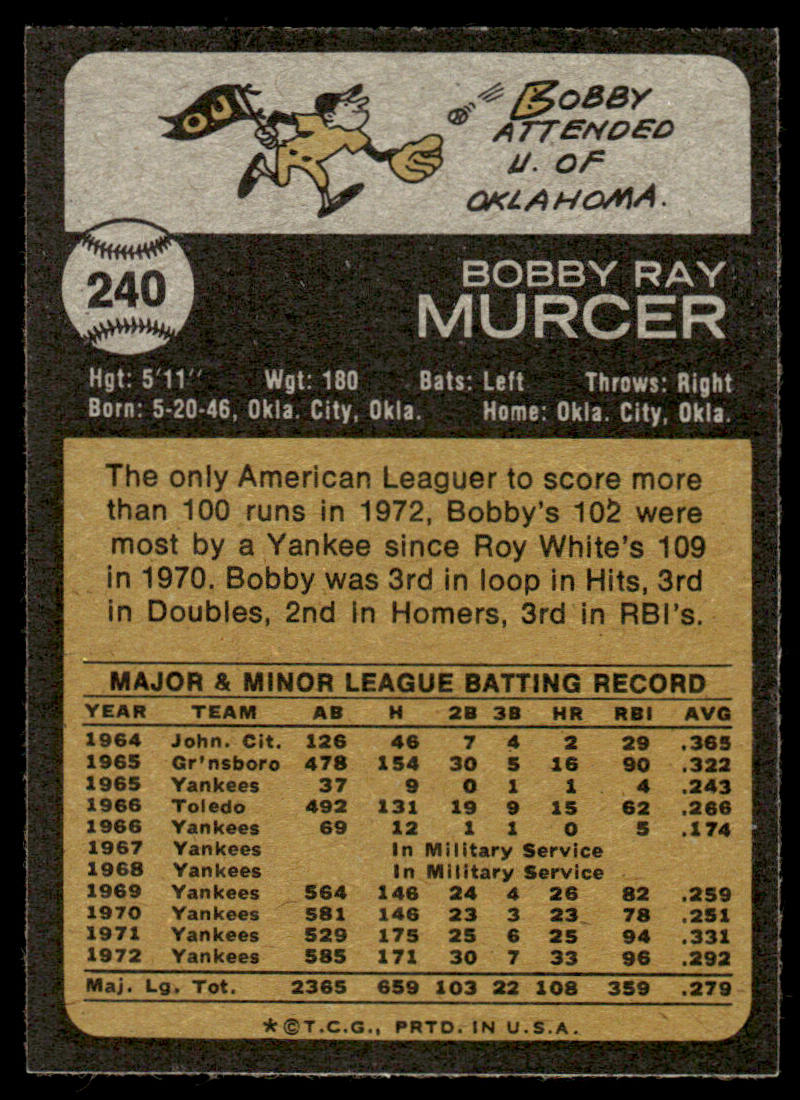 OU
BOBBY
ATTENDED
U. OF
OKLAHOMA.
240
BOBBY RAY
MURCER
Hgt: 5'11" Wgt: 180 Bats: Left Throws: Right
Born: 5-20-46, Okla. City, Okla. Home: Okla. City, Okla.
The only American Leaguer to score more
than 100 runs in 1972, Bobby's 102 were
most by a Yankee since Roy White's 109
in 1970. Bobby was 3rd in loop in Hits, 3rd
in Doubles, 2nd in Homers, 3rd in RBI's.
MAJOR & MINOR LEAGUE BATTING RECORD
YEAR TEAM AB H 2B 3B HR RBI AVG
1964 John. Cit. 126 46 7 4 2 29 .365
1965 Gr'nsboro 478 154 30 5 16 90 .322
1965 Yankees 37 9 0 1 1 4 .243
1966 Toledo 492 131 19 9 15 62 .266
1966 Yankees 69 12 1 1 0 5 .174
1967 Yankees In Military Service
1968 Yankees In Military Service
1969 Yankees 564 146 24 4 26 82 .259
1970 Yankees 581 146 23 3 23 78 .251
1971 Yankees 529 175 25 6 25 94 .331
1972 Yankees 585 171 30 7 33 96 .292
Maj. Lg. Tot. 2365 659 103 22 108 359 .279
*©T.C.G., PRTD. IN U.S.A.